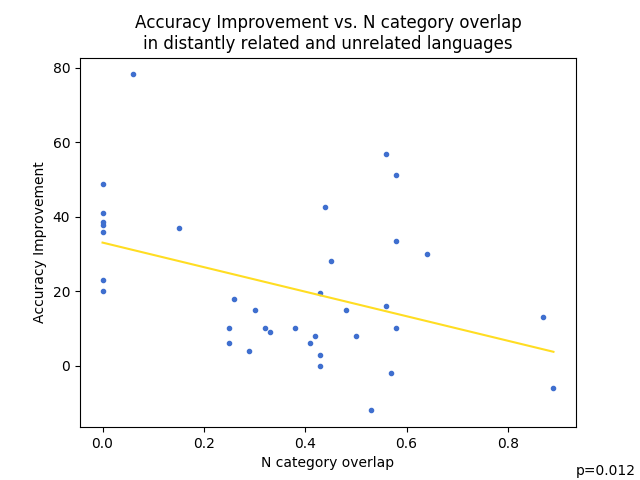 Accuracy Improvement vs. N category overlap
in distantly related and unrelated languages
Accuracy Improvement
80
60
40
20
0
0.0 0.2 0.4 0.6 0.8
N category overlap
p=0.012